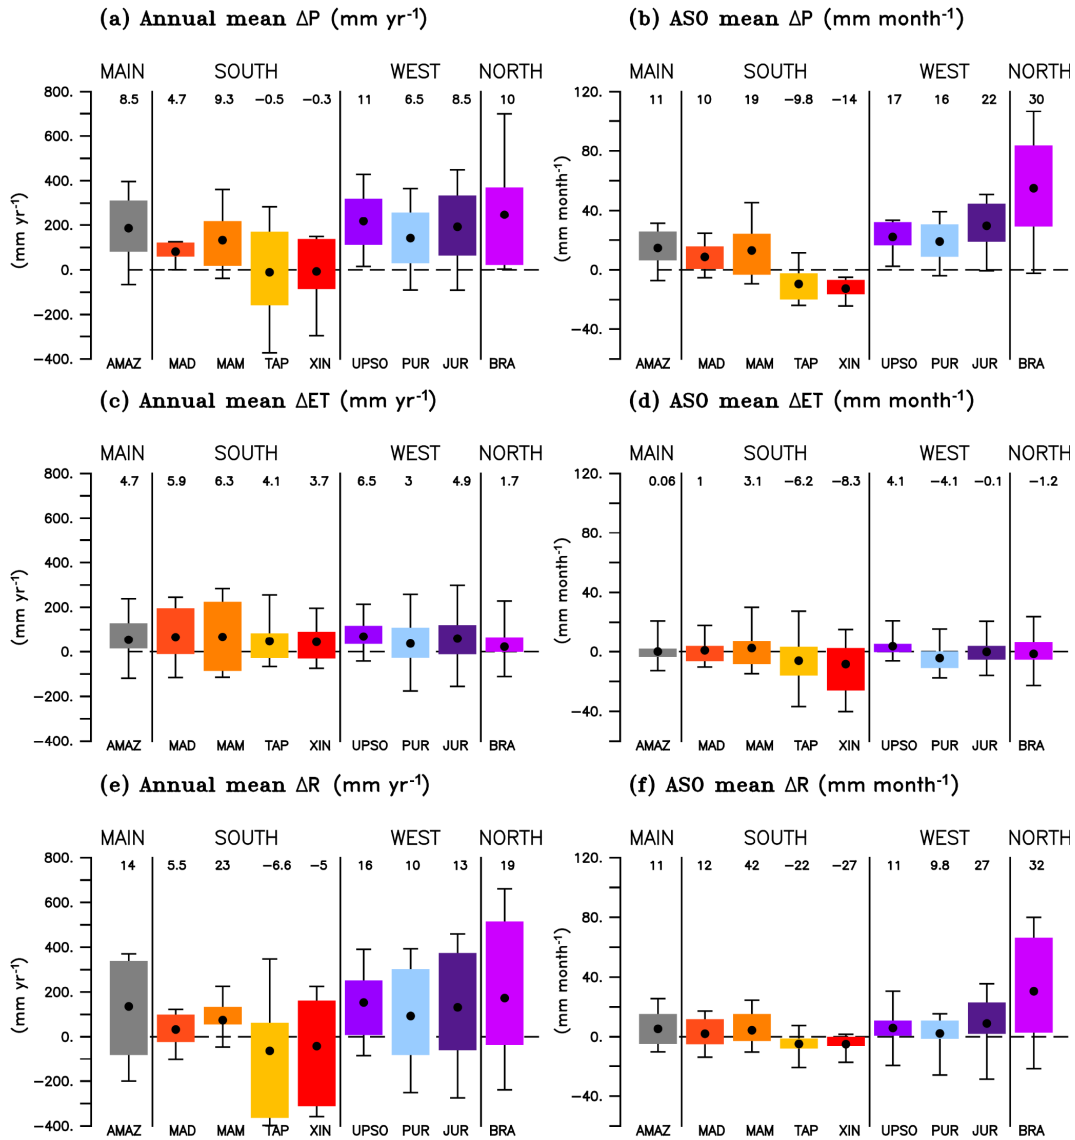 (a) Annual mean ΔP (mm yr⁻¹)
MAIN SOUTH WEST NORTH
8.5 4.7 9.3 −0.5 −0.3 11 6.5 8.5 10
800.
600.
400.
200.
0.
−200.
−400.
(mm yr⁻¹)
AMAZ MAD MAM TAP XIN UPSO PUR JUR BRA
(b) ASO mean ΔP (mm month⁻¹)
MAIN SOUTH WEST NORTH
11 10 19 −9.8 −14 17 16 22 30
120.
80.
40.
0.
−40.
(mm month⁻¹)
AMAZ MAD MAM TAP XIN UPSO PUR JUR BRA
(c) Annual mean ΔET (mm yr⁻¹)
MAIN SOUTH WEST NORTH
4.7 5.9 6.3 4.1 3.7 6.5 3 4.9 1.7
800.
600.
400.
200.
0.
−200.
−400.
(mm yr⁻¹)
AMAZ MAD MAM TAP XIN UPSO PUR JUR BRA
(d) ASO mean ΔET (mm month⁻¹)
MAIN SOUTH WEST NORTH
0.06 1 3.1 −6.2 −8.3 4.1 −4.1 −0.1 −1.2
120.
80.
40.
0.
−40.
(mm month⁻¹)
AMAZ MAD MAM TAP XIN UPSO PUR JUR BRA
(e) Annual mean ΔR (mm yr⁻¹)
MAIN SOUTH WEST NORTH
14 5.5 23 −6.6 −5 16 10 13 19
800.
600.
400.
200.
0.
−200.
−400.
(mm yr⁻¹)
AMAZ MAD MAM TAP XIN UPSO PUR JUR BRA
(f) ASO mean ΔR (mm month⁻¹)
MAIN SOUTH WEST NORTH
11 12 42 −22 −27 11 9.8 27 32
120.
80.
40.
0.
−40.
(mm month⁻¹)
AMAZ MAD MAM TAP XIN UPSO PUR JUR BRA